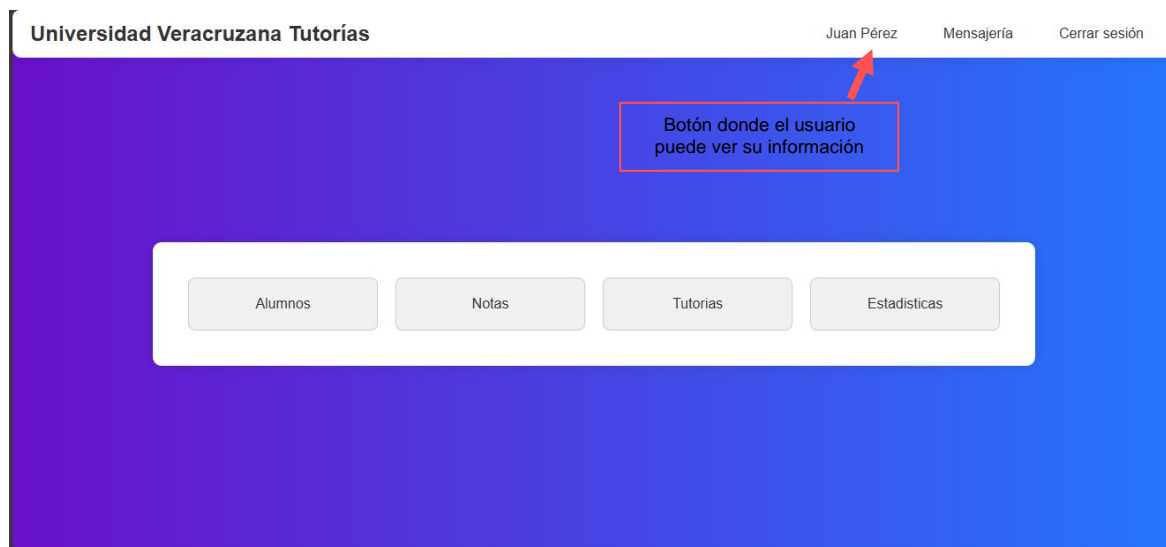 Universidad Veracruzana Tutorías
Juan Pérez
Mensajería
Cerrar sesión
Botón donde el usuario
puede ver su información
Alumnos
Notas
Tutorias
Estadisticas